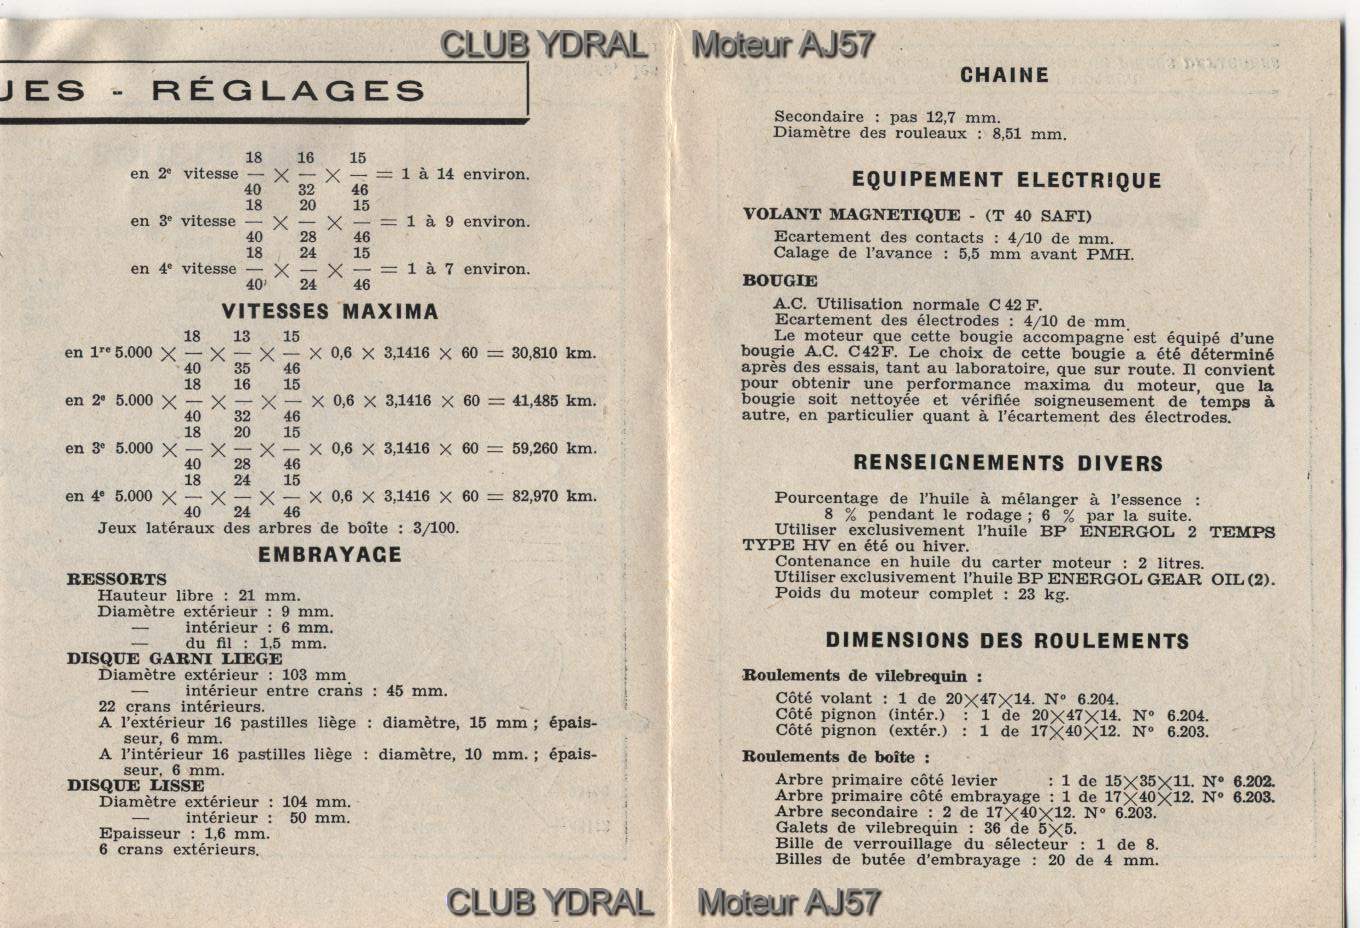 CLUB YDRAL Moteur AJ57
UES - RÉGLAGES
18 16 15
en 2e vitesse — × — × — = 1 à 14 environ.
40 32 46
18 20 15
en 3e vitesse — × — × — = 1 à 9 environ.
40 28 46
18 24 15
en 4e vitesse — × — × — = 1 à 7 environ.
40 24 46
VITESSES MAXIMA
18 13 15
en 1re 5.000 × — × — × — × 0,6 × 3,1416 × 60 = 30,810 km.
40 35 46
18 16 15
en 2e 5.000 × — × — × — × 0,6 × 3,1416 × 60 = 41,485 km.
40 32 46
18 20 15
en 3e 5.000 × — × — × — × 0,6 × 3,1416 × 60 = 59,260 km.
40 28 46
18 24 15
en 4e 5.000 × — × — × — × 0,6 × 3,1416 × 60 = 82,970 km.
40 24 46
Jeux latéraux des arbres de boîte : 3/100.
EMBRAYAGE
RESSORTS
Hauteur libre : 21 mm.
Diamètre extérieur : 9 mm.
— intérieur : 6 mm.
— du fil : 1,5 mm.
DISQUE GARNI LIEGE
Diamètre extérieur : 103 mm.
— intérieur entre crans : 45 mm.
22 crans intérieurs.
A l'extérieur 16 pastilles liège : diamètre, 15 mm ; épais-
seur, 6 mm.
A l'intérieur 16 pastilles liège : diamètre, 10 mm. ; épais-
seur, 6 mm.
DISQUE LISSE
Diamètre extérieur : 104 mm.
— intérieur : 50 mm.
Epaisseur : 1,6 mm.
6 crans extérieurs.
CHAINE
Secondaire : pas 12,7 mm.
Diamètre des rouleaux : 8,51 mm.
EQUIPEMENT ELECTRIQUE
VOLANT MAGNETIQUE - (T 40 SAFI)
Ecartement des contacts : 4/10 de mm.
Calage de l'avance : 5,5 mm avant PMH.
BOUGIE
A.C. Utilisation normale C 42 F.
Ecartement des électrodes : 4/10 de mm.
Le moteur que cette bougie accompagne est équipé d'une
bougie A.C. C42F. Le choix de cette bougie a été déterminé
après des essais, tant au laboratoire, que sur route. Il convient
pour obtenir une performance maxima du moteur, que la
bougie soit nettoyée et vérifiée soigneusement de temps à
autre, en particulier quant à l'écartement des électrodes.
RENSEIGNEMENTS DIVERS
Pourcentage de l'huile à mélanger à l'essence :
8 % pendant le rodage ; 6 % par la suite.
Utiliser exclusivement l'huile BP ENERGOL 2 TEMPS
TYPE HV en été ou hiver.
Contenance en huile du carter moteur : 2 litres.
Utiliser exclusivement l'huile BP ENERGOL GEAR OIL (2).
Poids du moteur complet : 23 kg.
DIMENSIONS DES ROULEMENTS
Roulements de vilebrequin :
Côté volant : 1 de 20×47×14. N° 6.204.
Côté pignon (intér.) : 1 de 20×47×14. N° 6.204.
Côté pignon (extér.) : 1 de 17×40×12. N° 6.203.
Roulements de boîte :
Arbre primaire côté levier : 1 de 15×35×11. N° 6.202.
Arbre primaire côté embrayage : 1 de 17×40×12. N° 6.203.
Arbre secondaire : 2 de 17×40×12. N° 6.203.
Galets de vilebrequin : 36 de 5×5.
Bille de verrouillage du sélecteur : 1 de 8.
Billes de butée d'embrayage : 20 de 4 mm.
CLUB YDRAL Moteur AJ57